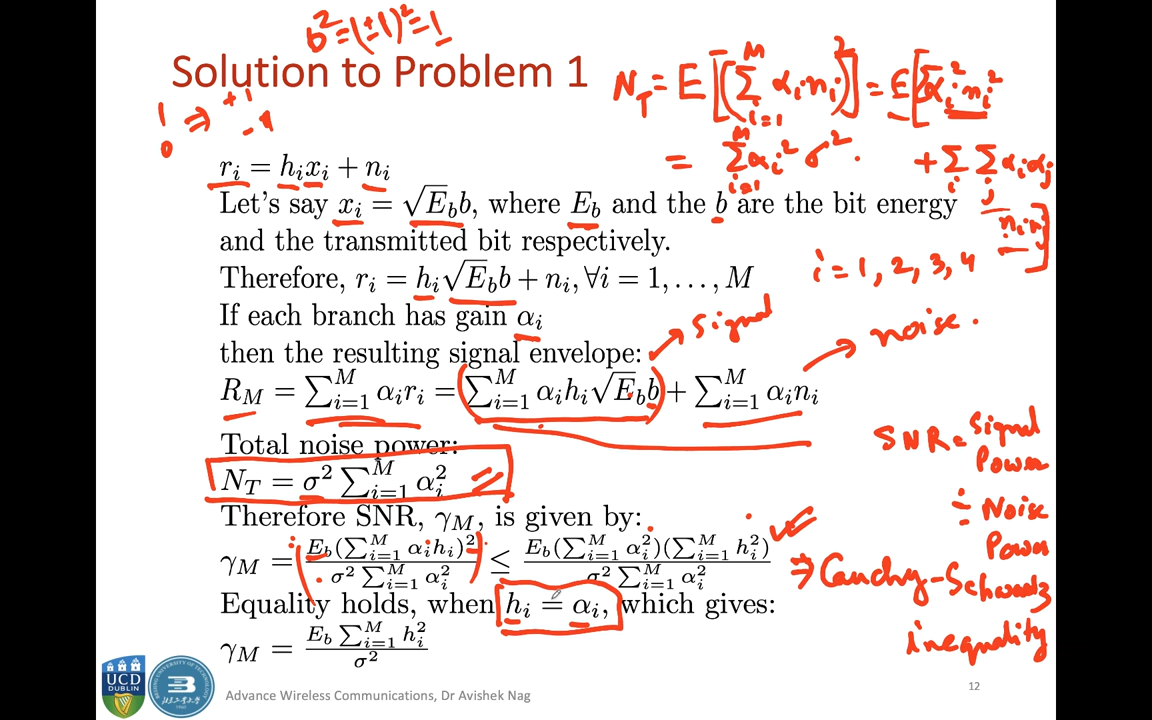 b² = (±1)² = 1
Solution to Problem 1
N_T = E[(∑_{i=1}^{M} α_i n_i)²] = E[∑α_i² n_i²
1 ⇒ +1
0 -1
= ∑_{i=1}^{M} α_i² σ². + ∑_i ∑_j α_i α_j
n_i n_j]
r_i = h_i x_i + n_i
Let's say x_i = √E_b b, where E_b and the b are the bit energy
and the transmitted bit respectively.
i = 1, 2, 3, 4
Therefore, r_i = h_i √E_b b + n_i, ∀i = 1, . . . , M
If each branch has gain α_i
→ Signal
→ noise.
then the resulting signal envelope:
R_M = ∑_{i=1}^{M} α_i r_i = (∑_{i=1}^{M} α_i h_i √E_b b) + ∑_{i=1}^{M} α_i n_i
SNR = Signal
Power
÷ Noise
Power
Total noise power:
N_T = σ² ∑_{i=1}^{M} α_i²
Therefore SNR, γ_M, is given by:
γ_M = E_b(∑_{i=1}^{M} α_i h_i)² / σ² ∑_{i=1}^{M} α_i² ≤ E_b(∑_{i=1}^{M} α_i²)(∑_{i=1}^{M} h_i²) / σ² ∑_{i=1}^{M} α_i²
⇒ Cauchy-Schwartz
inequality
Equality holds, when h_i = α_i, which gives:
γ_M = E_b ∑_{i=1}^{M} h_i² / σ²
UCD
DUBLIN
Advance Wireless Communications, Dr Avishek Nag
12